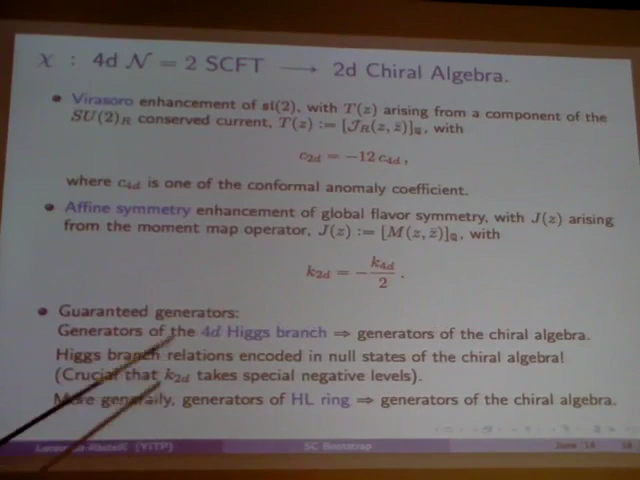 χ : 4d N = 2 SCFT → 2d Chiral Algebra.
• Virasoro enhancement of sl(2), with T(z) arising from a component of the
SU(2)_R conserved current, T(z) := [J_R(z, z̄)]_ℚ, with
c_2d = −12 c_4d ,
where c_4d is one of the conformal anomaly coefficient.
• Affine symmetry enhancement of global flavor symmetry, with J(z) arising
from the moment map operator, J(z) := [M(z, z̄)]_ℚ, with
k_2d = − k_4d / 2 .
• Guaranteed generators:
Generators of the 4d Higgs branch ⇒ generators of the chiral algebra.
Higgs branch relations encoded in null states of the chiral algebra!
(Crucial that k_2d takes special negative levels).
More generally, generators of HL ring ⇒ generators of the chiral algebra.
Rastelli (YITP) SC Bootstrap June '14